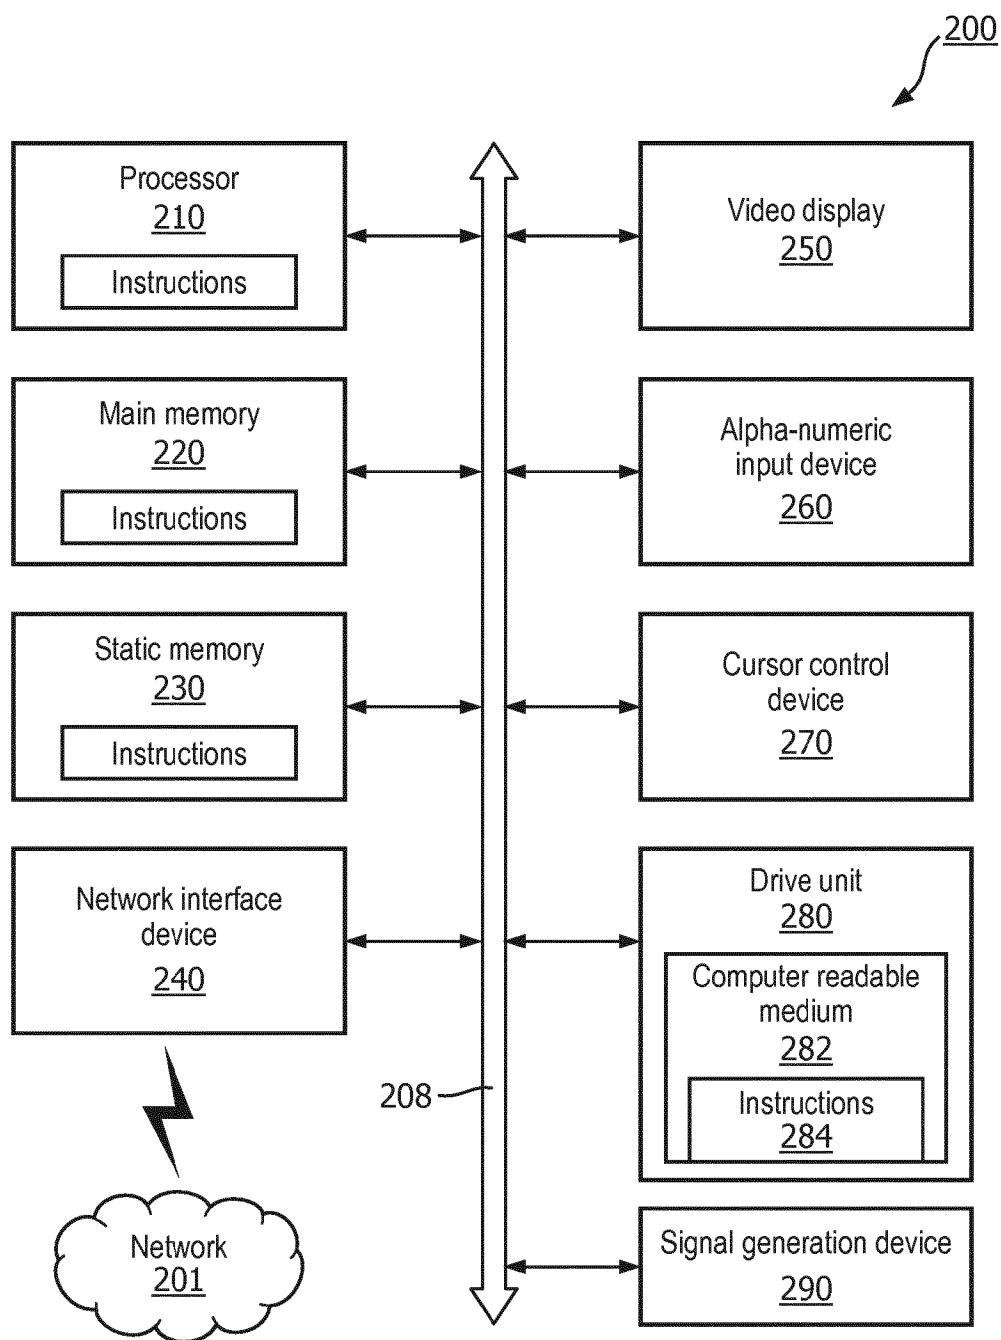 200
Processor
210
Instructions
Main memory
220
Instructions
Static memory
230
Instructions
Network interface
device
240
Network
201
208
Video display
250
Alpha-numeric
input device
260
Cursor control
device
270
Drive unit
280
Computer readable
medium
282
Instructions
284
Signal generation device
290